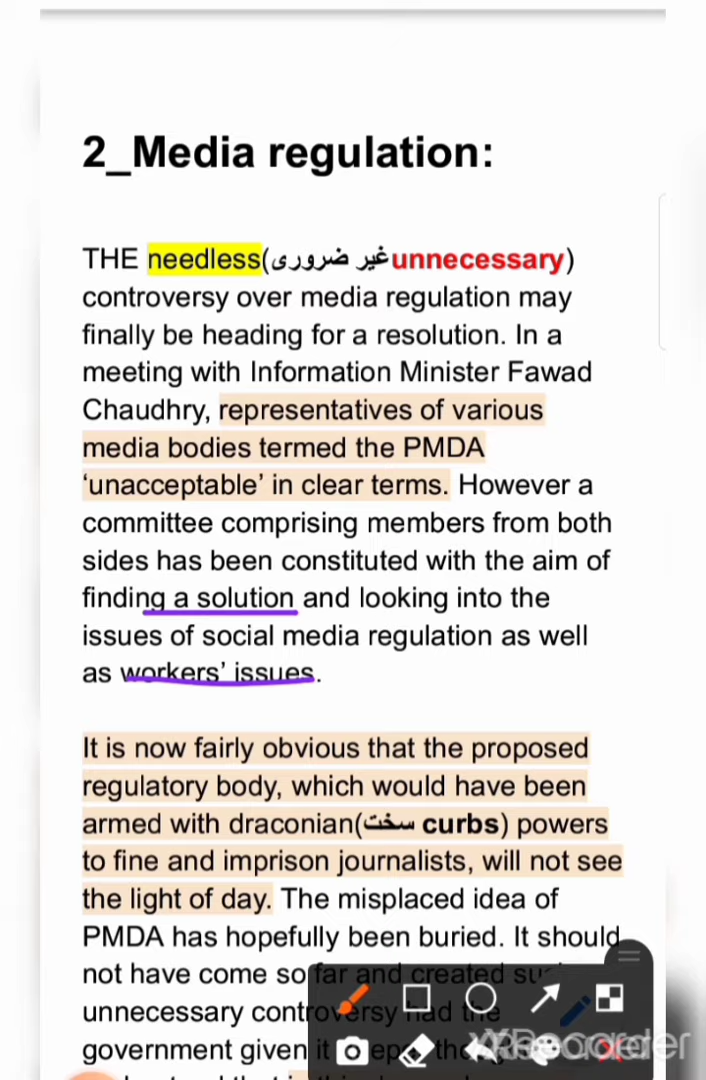 2_Media regulation:
THE needless(غیر ضروری unnecessary)
controversy over media regulation may
finally be heading for a resolution. In a
meeting with Information Minister Fawad
Chaudhry, representatives of various
media bodies termed the PMDA
‘unacceptable’ in clear terms. However a
committee comprising members from both
sides has been constituted with the aim of
finding a solution and looking into the
issues of social media regulation as well
as workers’ issues.
It is now fairly obvious that the proposed
regulatory body, which would have been
armed with draconian(سخت curbs) powers
to fine and imprison journalists, will not see
the light of day. The misplaced idea of
PMDA has hopefully been buried. It should
not have come so far and created
unnecessary controversy had the
government given it
XRecorder